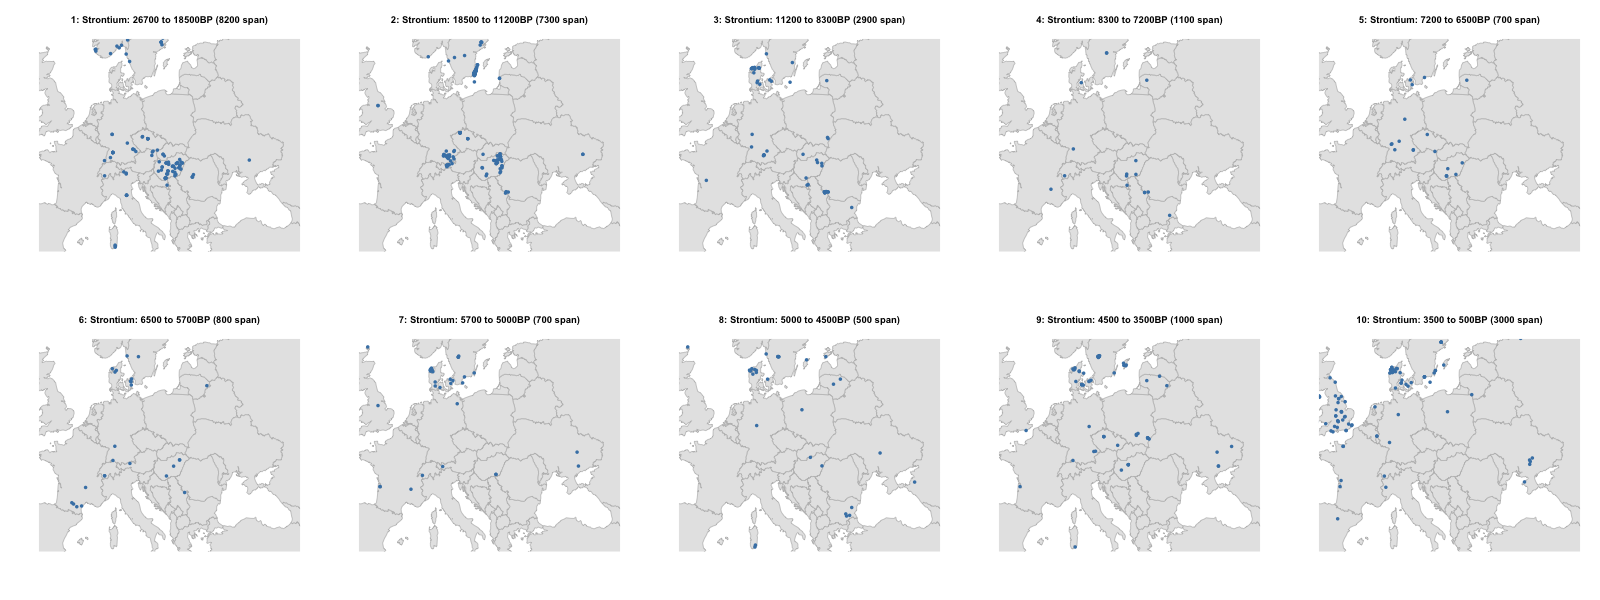 1: Strontium: 26700 to 18500BP (8200 span)
2: Strontium: 18500 to 11200BP (7300 span)
3: Strontium: 11200 to 8300BP (2900 span)
4: Strontium: 8300 to 7200BP (1100 span)
5: Strontium: 7200 to 6500BP (700 span)
6: Strontium: 6500 to 5700BP (800 span)
7: Strontium: 5700 to 5000BP (700 span)
8: Strontium: 5000 to 4500BP (500 span)
9: Strontium: 4500 to 3500BP (1000 span)
10: Strontium: 3500 to 500BP (3000 span)